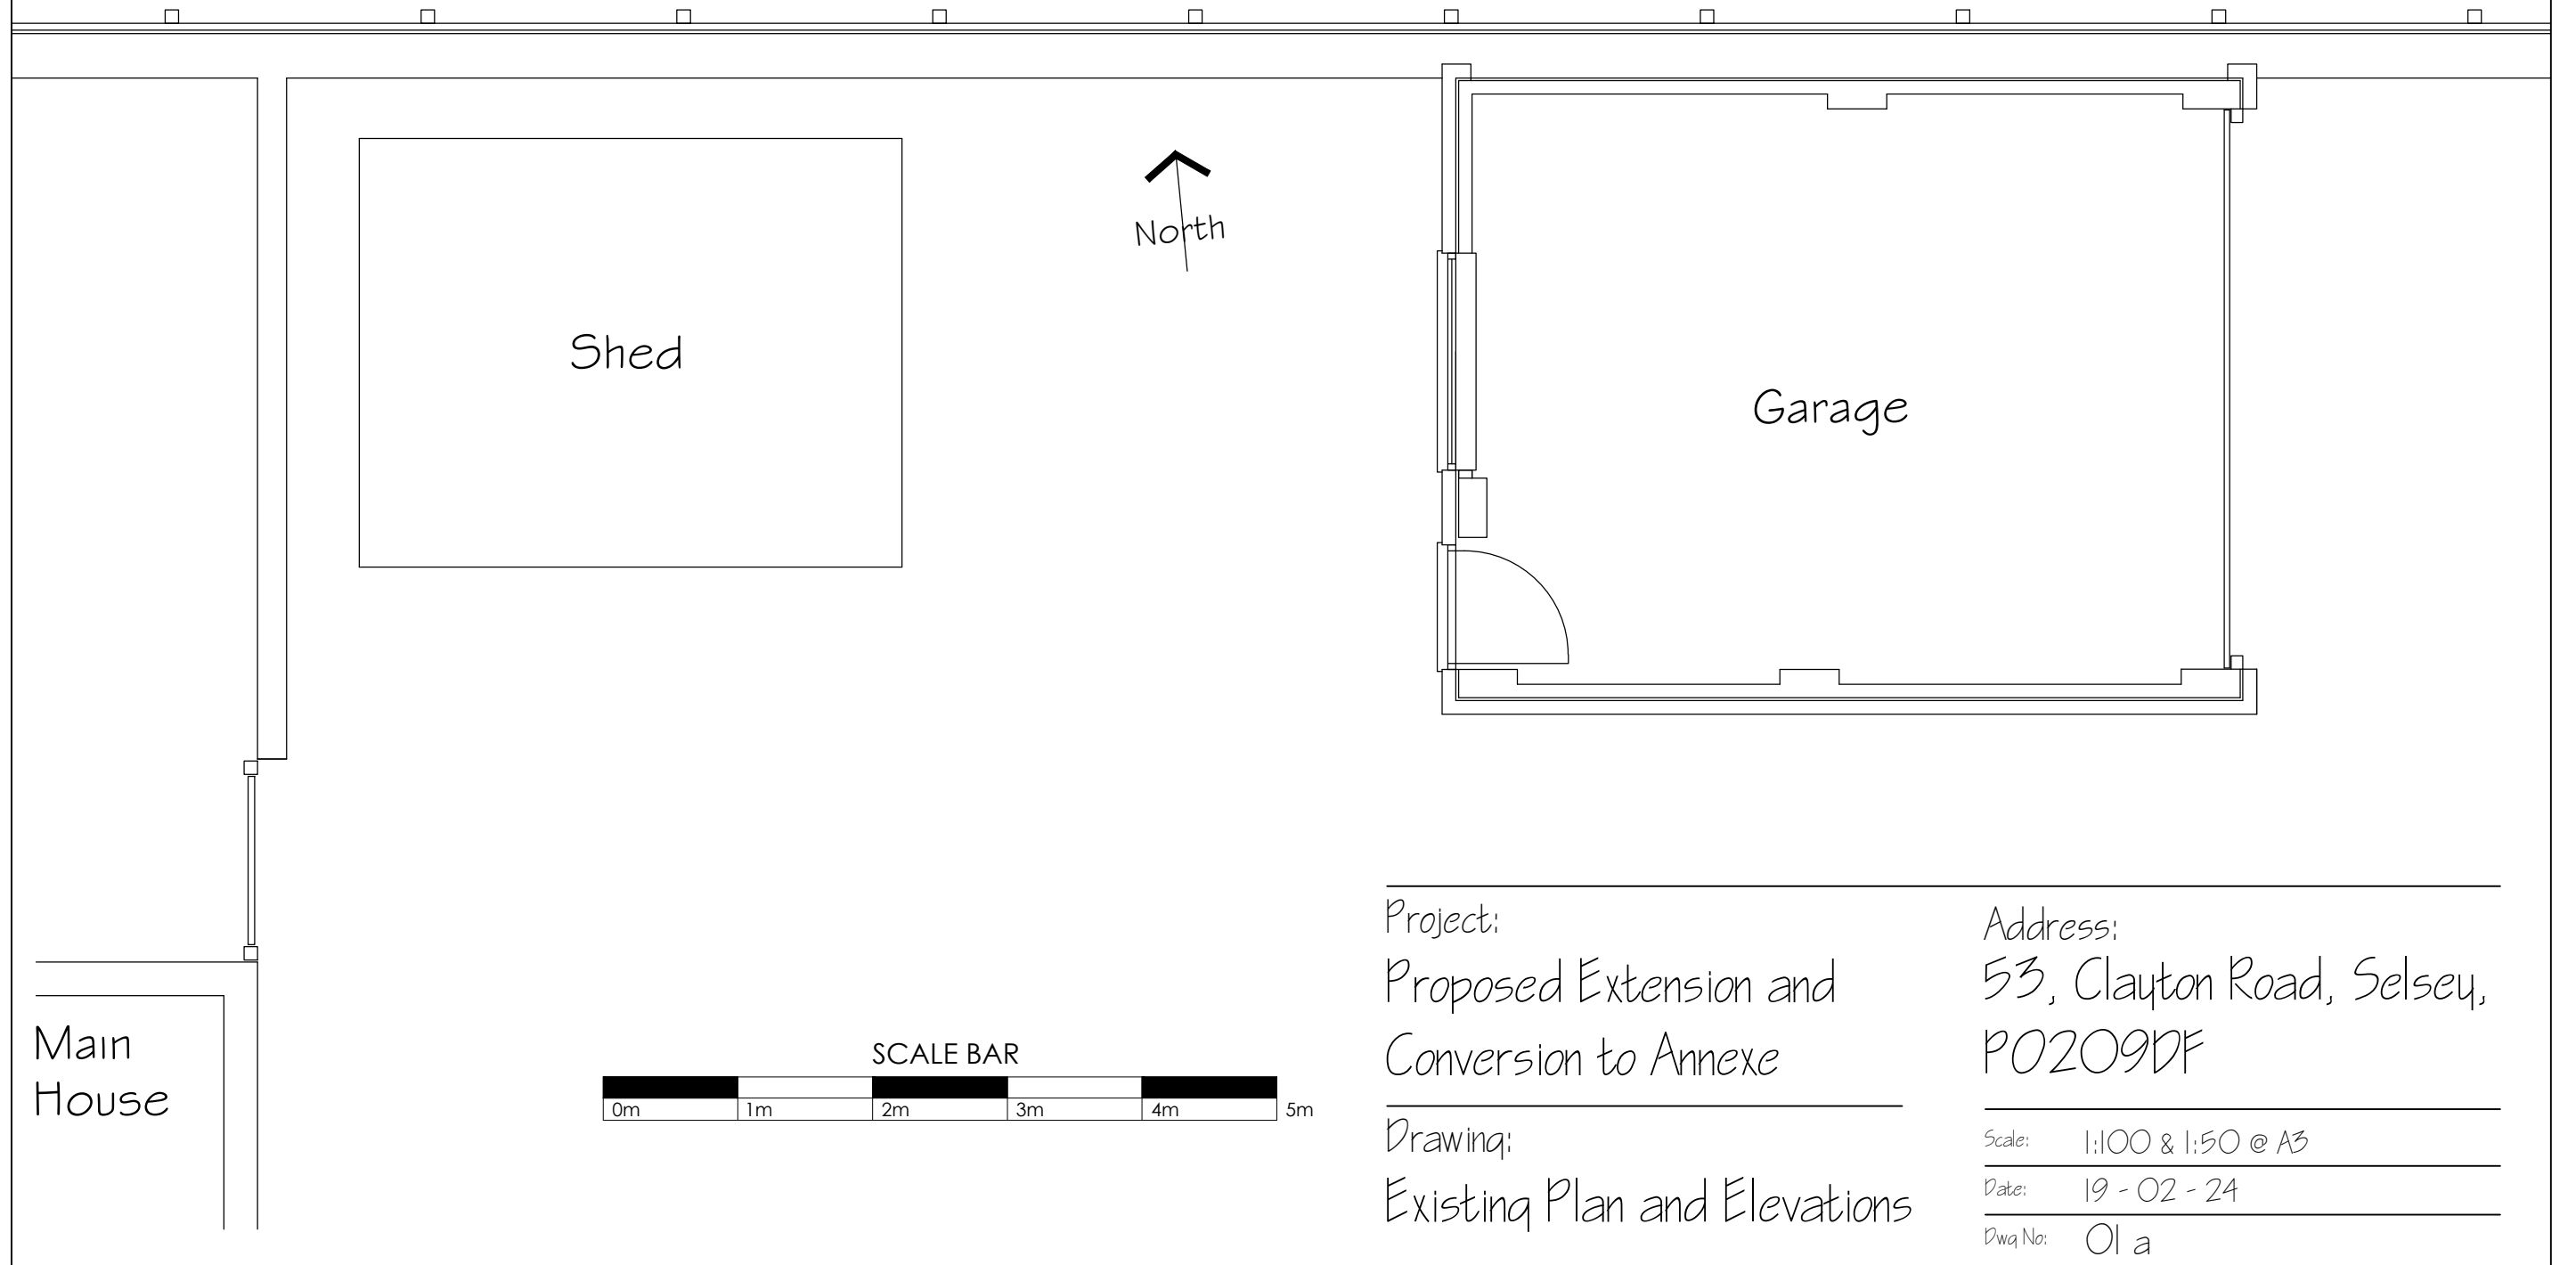 North
Shed
Garage
Main
House
SCALE BAR
0m 1m 2m 3m 4m 5m
Project:
Proposed Extension and
Conversion to Annexe
Drawing:
Existing Plan and Elevations
Address:
53, Clayton Road, Selsey,
PO209DF
Scale: 1:100 & 1:50 @ A3
Date: 19 - 02 - 24
Dwg No: 01 a